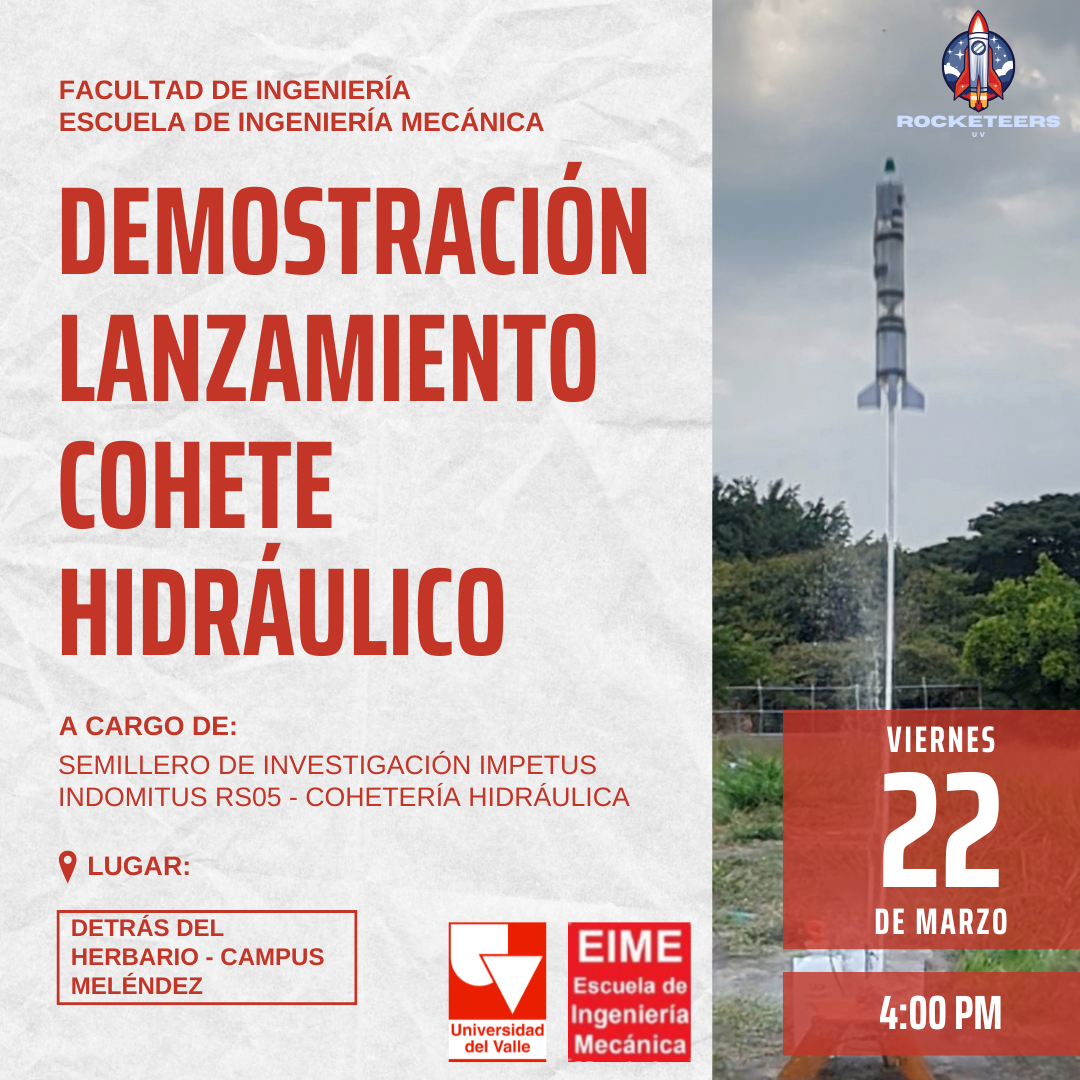 FACULTAD DE INGENIERÍA
ESCUELA DE INGENIERÍA MECÁNICA
DEMOSTRACIÓN
LANZAMIENTO
COHETE
HIDRÁULICO
A CARGO DE:
SEMILLERO DE INVESTIGACIÓN IMPETUS
INDOMITUS RS05 - COHETERÍA HIDRÁULICA
LUGAR:
DETRÁS DEL
HERBARIO - CAMPUS
MELÉNDEZ
Universidad
del Valle
EIME
Escuela de
Ingeniería
Mecánica
ROCKETEERS
UV
VIERNES
22
DE MARZO
4:00 PM